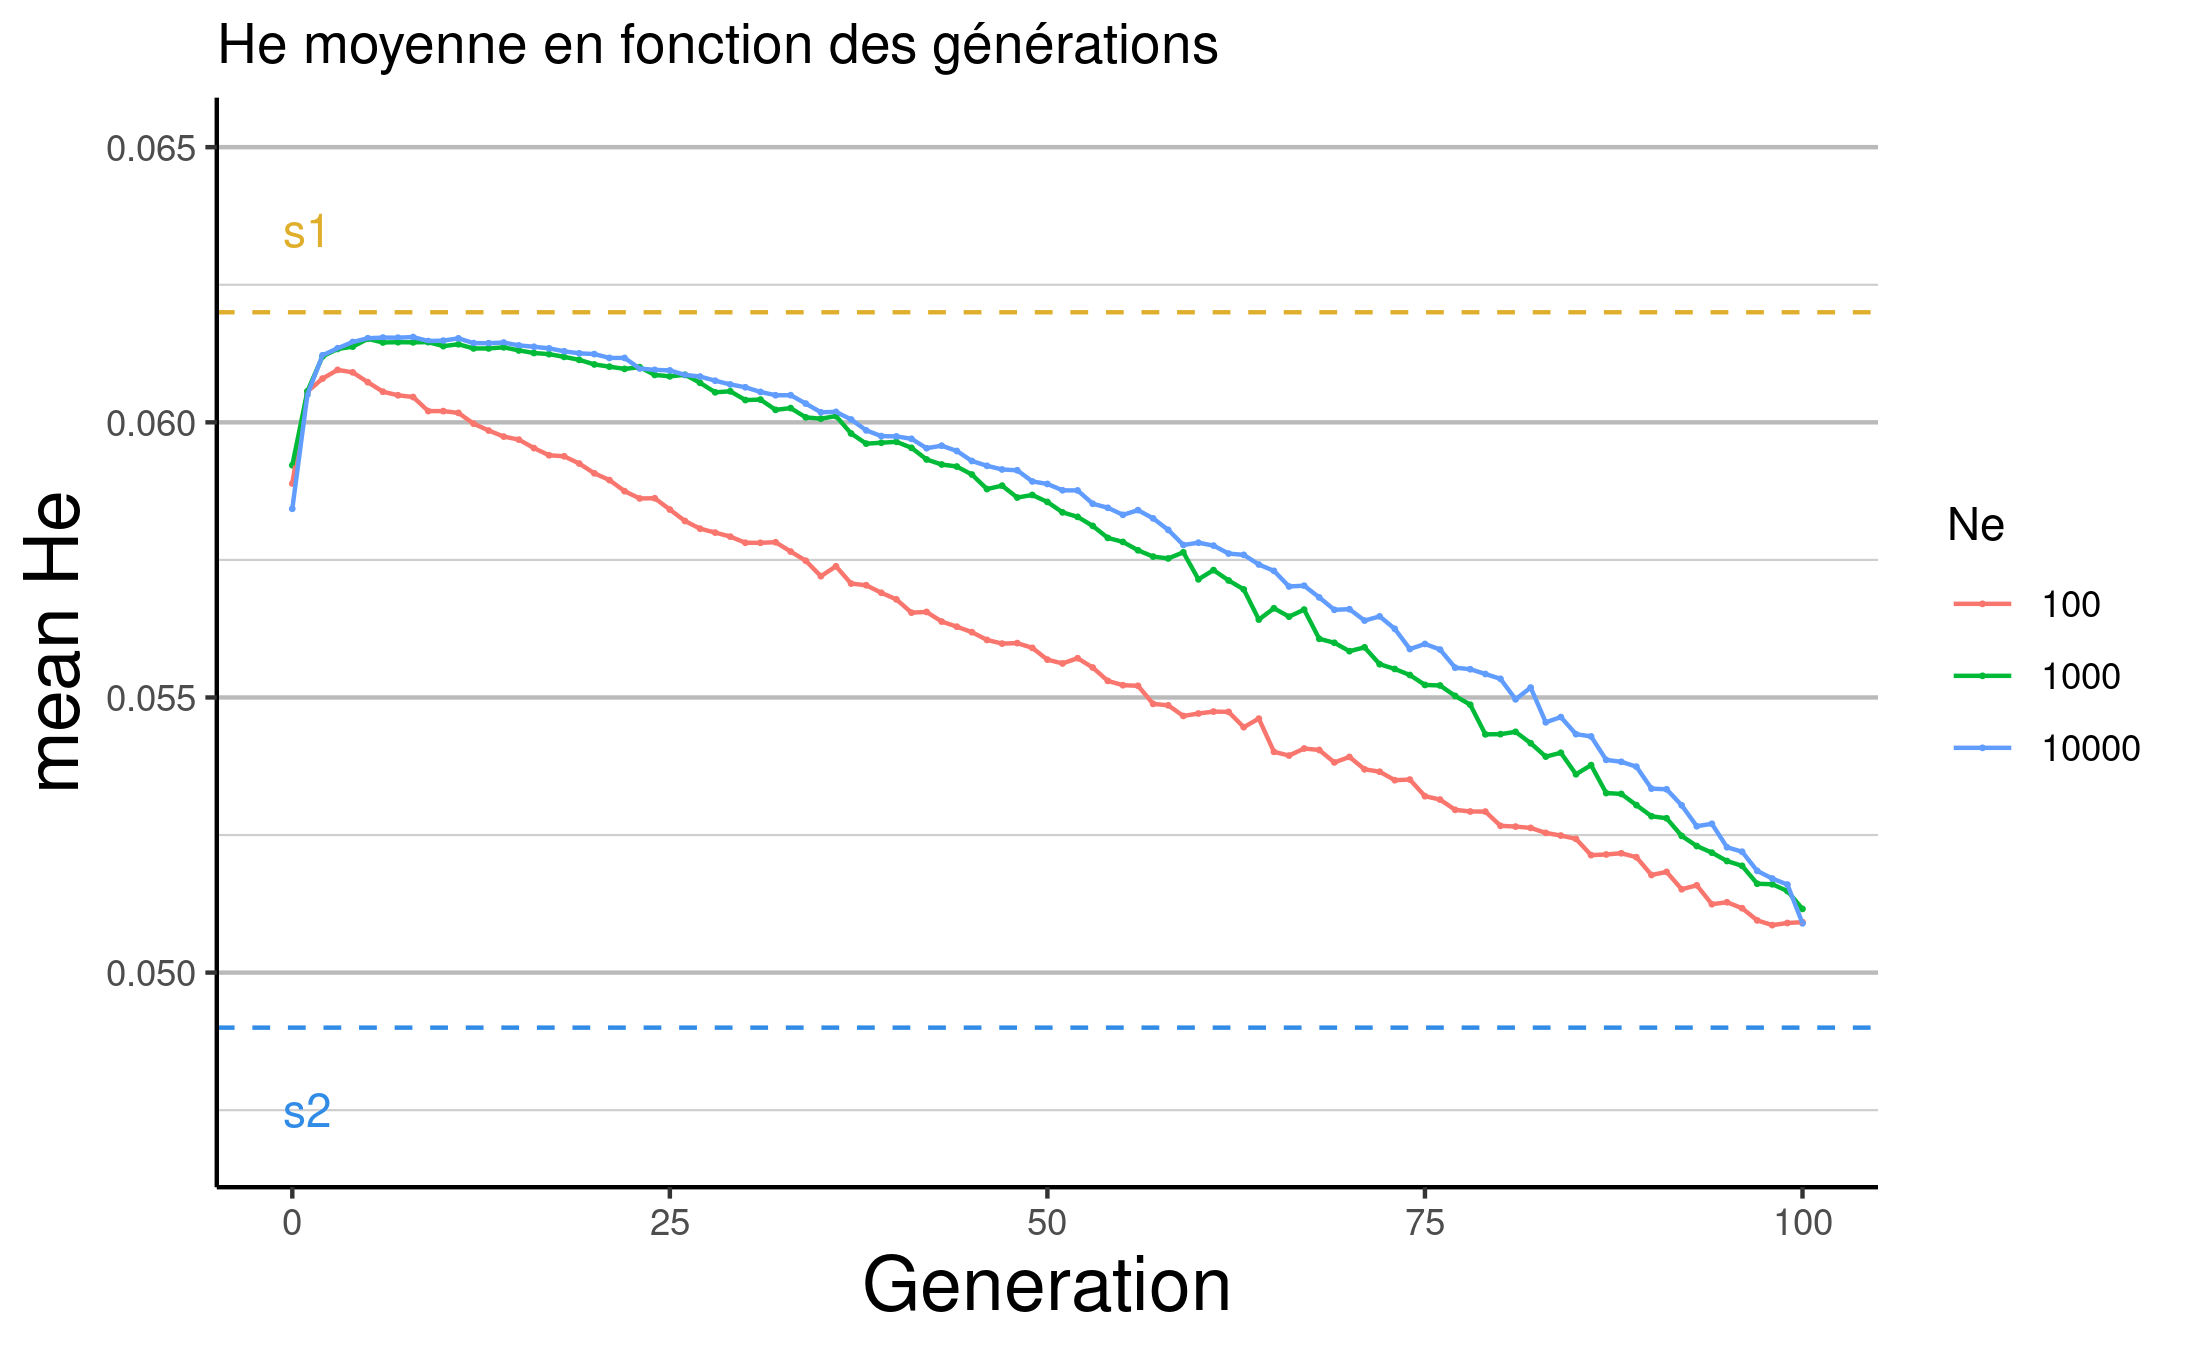 He moyenne en fonction des générations
mean He
0.065
0.060
0.055
0.050
s1
s2
0 25 50 75 100
Generation
Ne
100
1000
10000